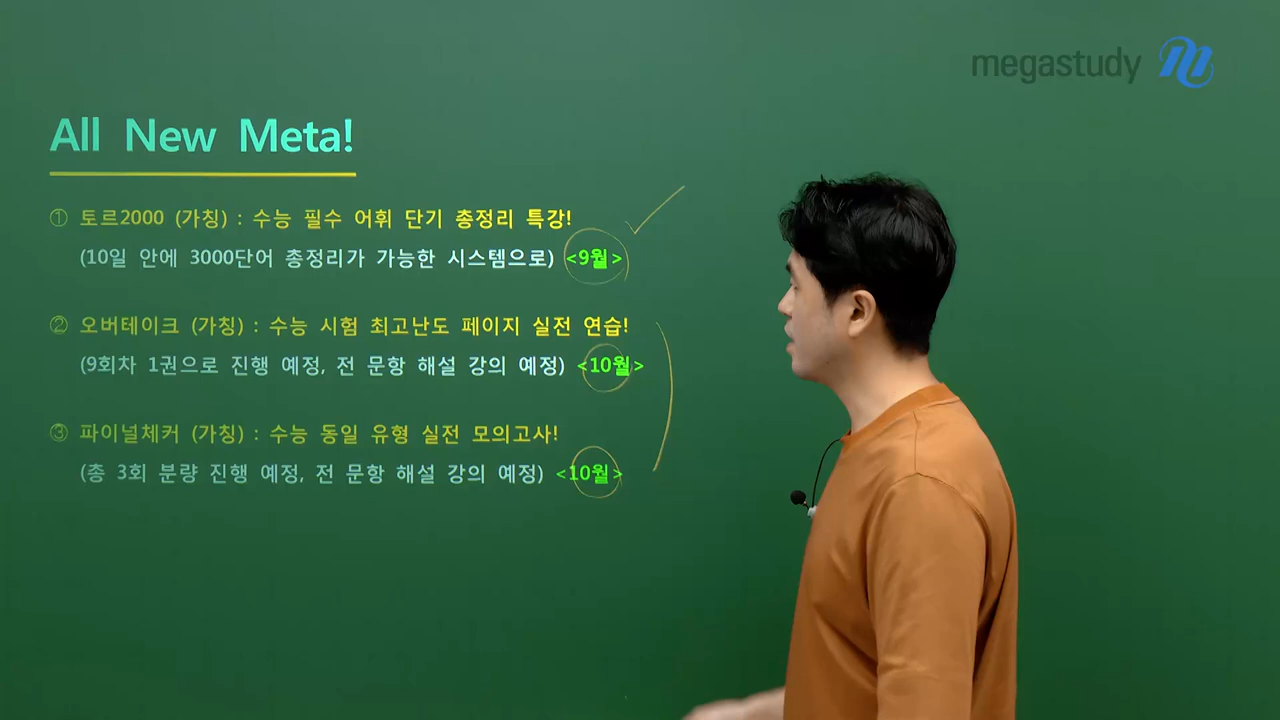 megastudy
All New Meta!
① 토르2000 (가칭) : 수능 필수 어휘 단기 총정리 특강!
(10일 안에 3000단어 총정리가 가능한 시스템으로) <9월>
② 오버테이크 (가칭) : 수능 시험 최고난도 페이지 실전 연습!
(9회차 1권으로 진행 예정, 전 문항 해설 강의 예정) <10월>
③ 파이널체커 (가칭) : 수능 동일 유형 실전 모의고사!
(총 3회 분량 진행 예정, 전 문항 해설 강의 예정) <10월>